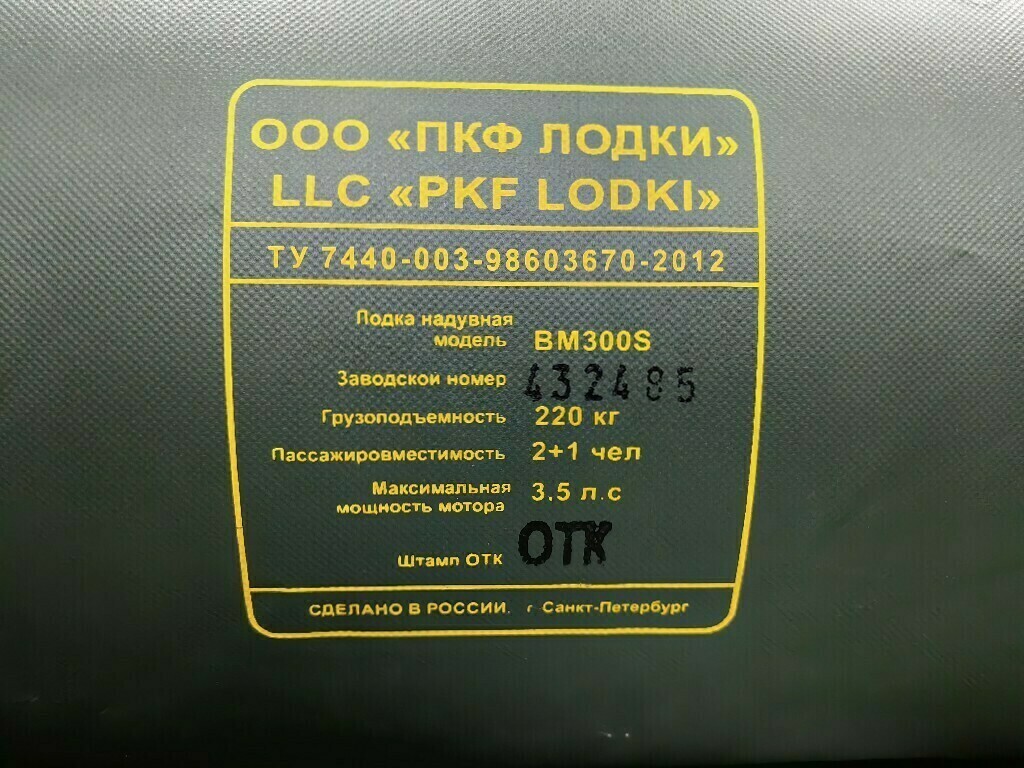 ООО «ПКФ ЛОДКИ»
LLC «PKF LODKI»
ТУ 7440-003-98603670-2012
Лодка надувная
модель BM300S
Заводской номер 432485
Грузоподъемность 220 кг
Пассажировместимость 2+1 чел
Максимальная
мощность мотора 3.5 л.с
Штамп ОТК ОТК
СДЕЛАНО В РОССИИ. г Санкт-Петербург